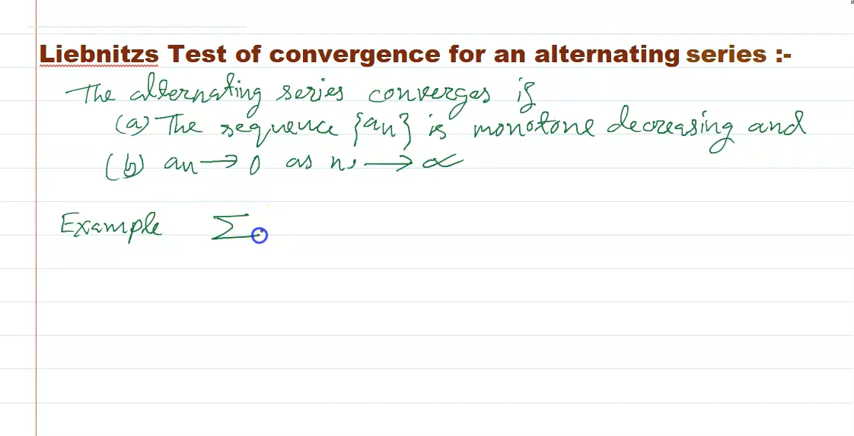 Liebnitzs Test of convergence for an alternating series :-
The alternating series converges if
(a) The sequence {an} is monotone decreasing and
(b) an → 0 as n → ∞
Example Σ